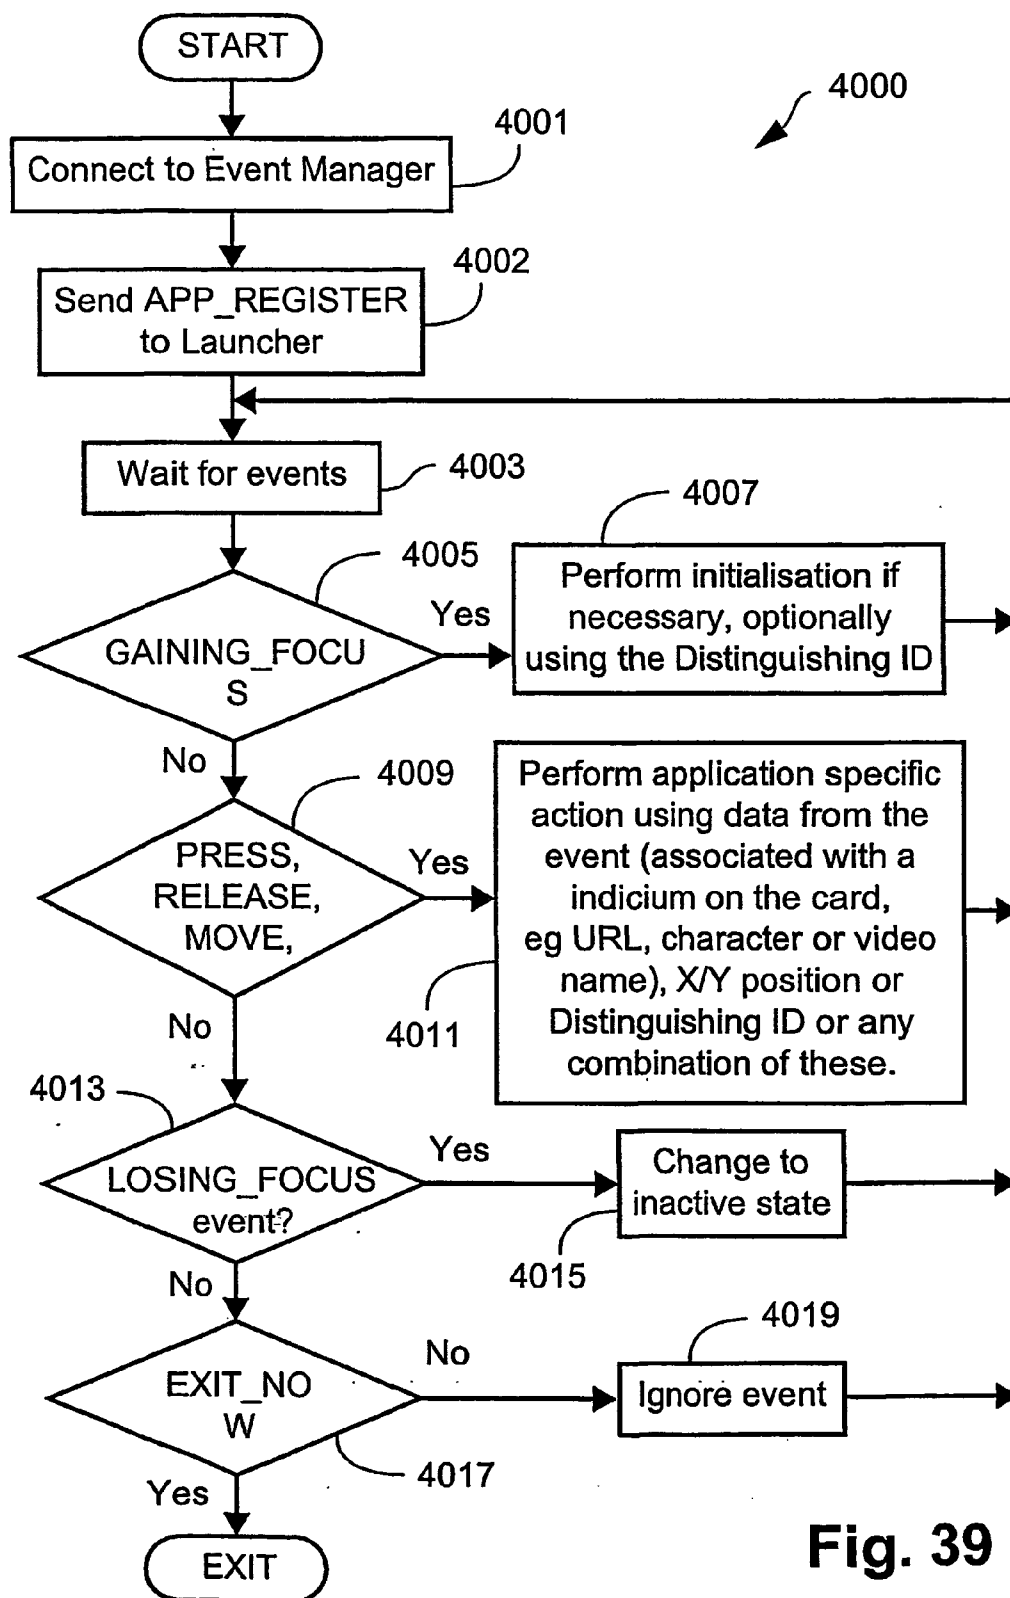 START
4000
4001
Connect to Event Manager
4002
Send APP_REGISTER
to Launcher
Wait for events
4003
4007
4005
Yes
Perform initialisation if
necessary, optionally
using the Distinguishing ID
GAINING_FOCU
S
No
4009
Perform application specific
action using data from the
event (associated with a
indicium on the card,
eg URL, character or video
name), X/Y position or
Distinguishing ID or any
combination of these.
PRESS,
RELEASE,
MOVE,
Yes
4011
No
4013
LOSING_FOCUS
event?
Yes
Change to
inactive state
4015
No
4019
EXIT_NO
W
No
Ignore event
4017
Yes
EXIT
Fig. 39